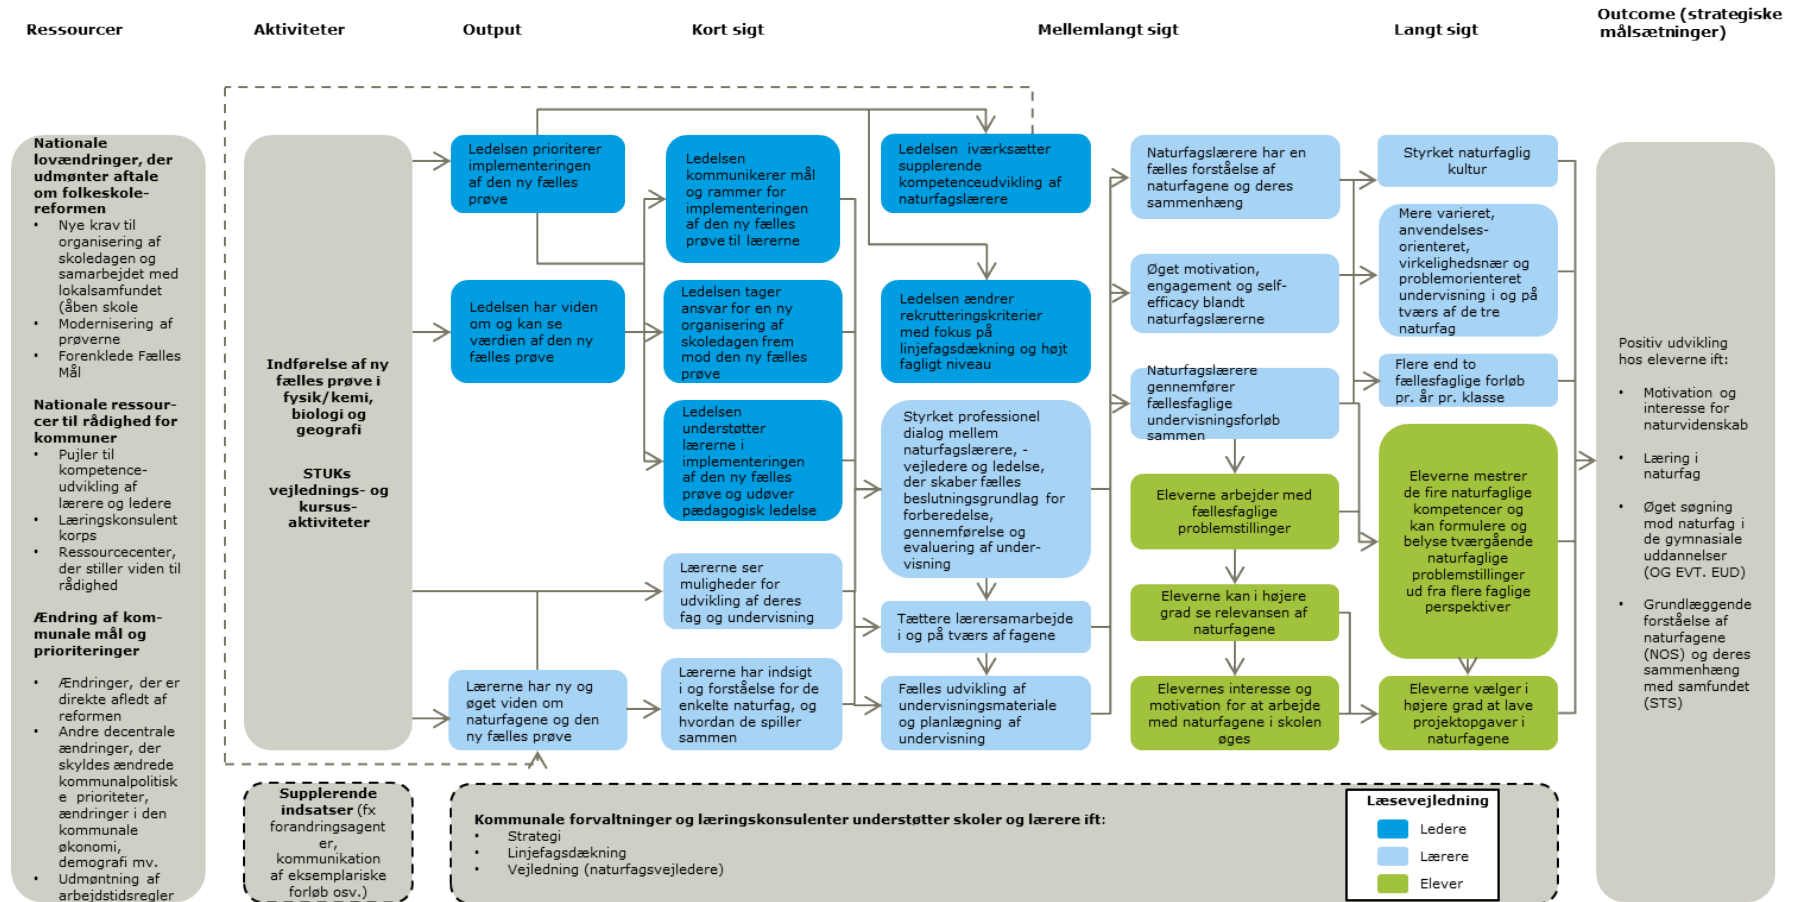 Ressourcer
Aktiviteter
Output
Kort sigt
Mellemlangt sigt
Langt sigt
Outcome (strategiske
målsætninger)
Nationale
lovændringer, der
udmønter aftale
om folkeskole-
reformen
• Nye krav til
organisering af
skoledagen og
samarbejdet med
lokalsamfundet
(åben skole
• Modernisering af
prøverne
• Forenklede Fælles
Mål
Nationale ressour-
cer til rådighed for
kommuner
• Puljer til
kompetence-
udvikling af
lærere og ledere
• Læringskonsulent
korps
• Ressourcecenter,
der stiller viden til
rådighed
Ændring af kom-
munale mål og
prioriteringer
• Ændringer, der er
direkte afledt af
reformen
• Andre decentrale
ændringer, der
skyldes ændrede
kommunalpolitisk
e prioriteter,
ændringer i den
kommunale
økonomi,
demografi mv.
• Udmøntning af
arbejdstidsregler
Indførelse af ny
fælles prøve i
fysik/kemi,
biologi og
geografi
STUKs
vejlednings- og
kursus-
aktiviteter
Supplerende
indsatser (fx
forandringsagent
er,
kommunikation
af eksemplariske
forløb osv.)
Ledelsen prioriterer
implementeringen
af den ny fælles
prøve
Ledelsen har viden
om og kan se
værdien af den ny
fælles prøve
Lærerne har ny og
øget viden om
naturfagene og den
ny fælles prøve
Ledelsen
kommunikerer mål
og rammer for
implementeringen
af den ny fælles
prøve til lærerne
Ledelsen tager
ansvar for en ny
organisering af
skoledagen frem
mod den ny fælles
prøve
Ledelsen
understøtter
lærerne i
implementeringen
af den ny fælles
prøve og udøver
pædagogisk ledelse
Lærerne ser
muligheder for
udvikling af deres
fag og undervisning
Lærerne har indsigt
i og forståelse for de
enkelte naturfag, og
hvordan de spiller
sammen
Ledelsen iværksætter
supplerende
kompetenceudvikling af
naturfagslærere
Ledelsen ændrer
rekrutteringskriterier
med fokus på
linjefagsdækning og højt
fagligt niveau
Styrket professionel
dialog mellem
naturfagslærere, -
vejledere og ledelse,
der skaber fælles
beslutningsgrundlag for
forberedelse,
gennemførelse og
evaluering af under-
visning
Tættere lærersamarbejde
i og på tværs af fagene
Fælles udvikling af
undervisningsmateriale
og planlægning af
undervisning
Naturfagslærere har en
fælles forståelse af
naturfagene og deres
sammenhæng
Øget motivation,
engagement og self-
efficacy blandt
naturfagslærerne
Naturfagslærere
gennemfører
fællesfaglige
undervisningsforløb
sammen
Eleverne arbejder med
fællesfaglige
problemstillinger
Eleverne kan i højere
grad se relevansen af
naturfagene
Elevernes interesse og
motivation for at arbejde
med naturfagene i skolen
øges
Styrket naturfaglig
kultur
Mere varieret,
anvendelses-
orienteret,
virkelighedsnær og
problemorienteret
undervisning i og på
tværs af de tre
naturfag
Flere end to
fællesfaglige forløb
pr. år pr. klasse
Eleverne mestrer
de fire naturfaglige
kompetencer og
kan formulere og
belyse tværgående
naturfaglige
problemstillinger
ud fra flere faglige
perspektiver
Eleverne vælger i
højere grad at lave
projektopgaver i
naturfagene
Positiv udvikling
hos eleverne ift:
• Motivation og
interesse for
naturvidenskab
• Læring i
naturfag
• Øget søgning
mod naturfag i
de gymnasiale
uddannelser
(OG EVT. EUD)
• Grundlæggende
forståelse af
naturfagene
(NOS) og deres
sammenhæng
med samfundet
(STS)
Kommunale forvaltninger og læringskonsulenter understøtter skoler og lærere ift:
• Strategi
• Linjefagsdækning
• Vejledning (naturfagsvejledere)
Læsevejledning
Ledere
Lærere
Elever